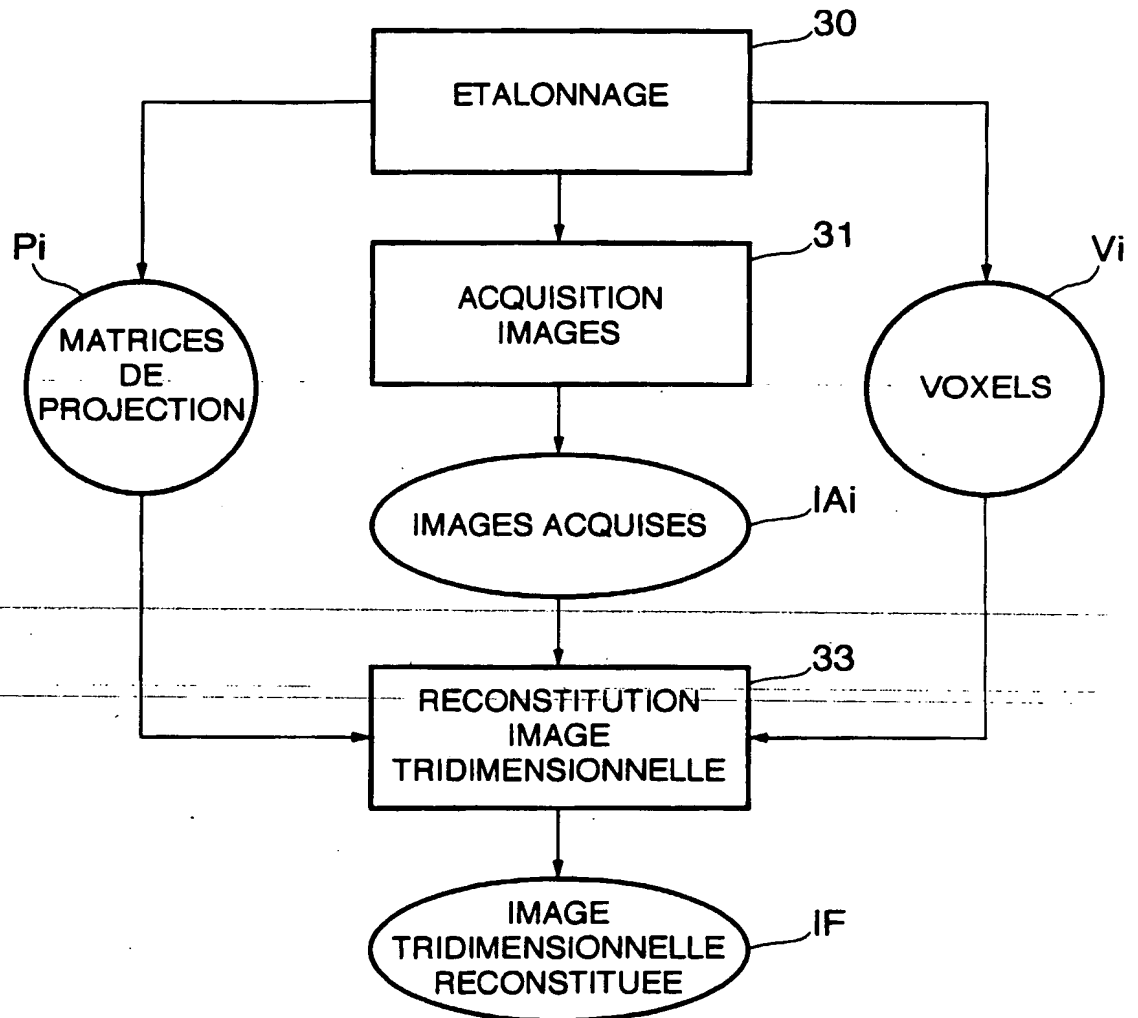 30
ETALONNAGE
Pi
31
Vi
ACQUISITION
IMAGES
MATRICES
DE
PROJECTION
VOXELS
IMAGES ACQUISES
IAi
33
RECONSTITUTION
IMAGE
TRIDIMENSIONNELLE
IMAGE
TRIDIMENSIONNELLE
RECONSTITUEE
IF